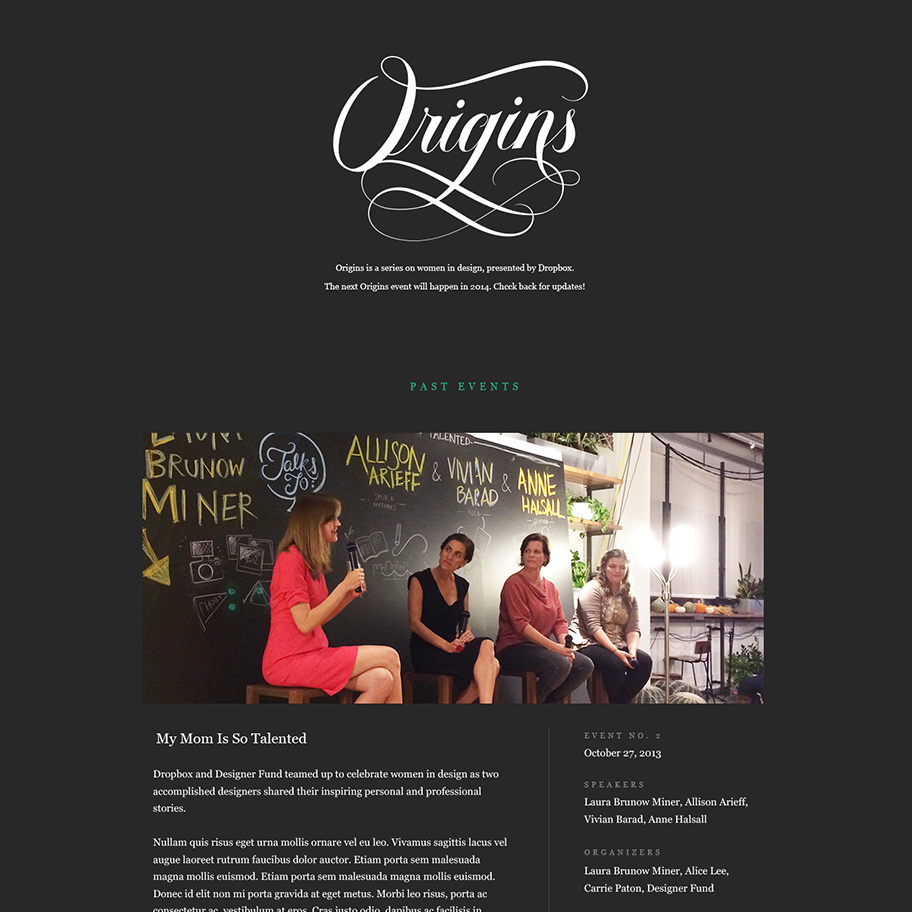 Origins
Origins is a series on women in design, presented by Dropbox.
The next Origins event will happen in 2014. Check back for updates!
PAST EVENTS
BRUNOW
MINER
Talks
To:
ALLISON
ARIEFF
&
VIVIAN
BARAD
&
ANNE
HALSALL
TALENTED.
My Mom Is So Talented
Dropbox and Designer Fund teamed up to celebrate women in design as two
accomplished designers shared their inspiring personal and professional
stories.
Nullam quis risus eget urna mollis ornare vel eu leo. Vivamus sagittis lacus vel
augue laoreet rutrum faucibus dolor auctor. Etiam porta sem malesuada
magna mollis euismod. Etiam porta sem malesuada magna mollis euismod.
Donec id elit non mi porta gravida at eget metus. Morbi leo risus, porta ac
consectetur ac, vestibulum at eros. Cras justo odio, dapibus ac facilisis in,
EVENT NO. 2
October 27, 2013
SPEAKERS
Laura Brunow Miner, Allison Arieff,
Vivian Barad, Anne Halsall
ORGANIZERS
Laura Brunow Miner, Alice Lee,
Carrie Paton, Designer Fund